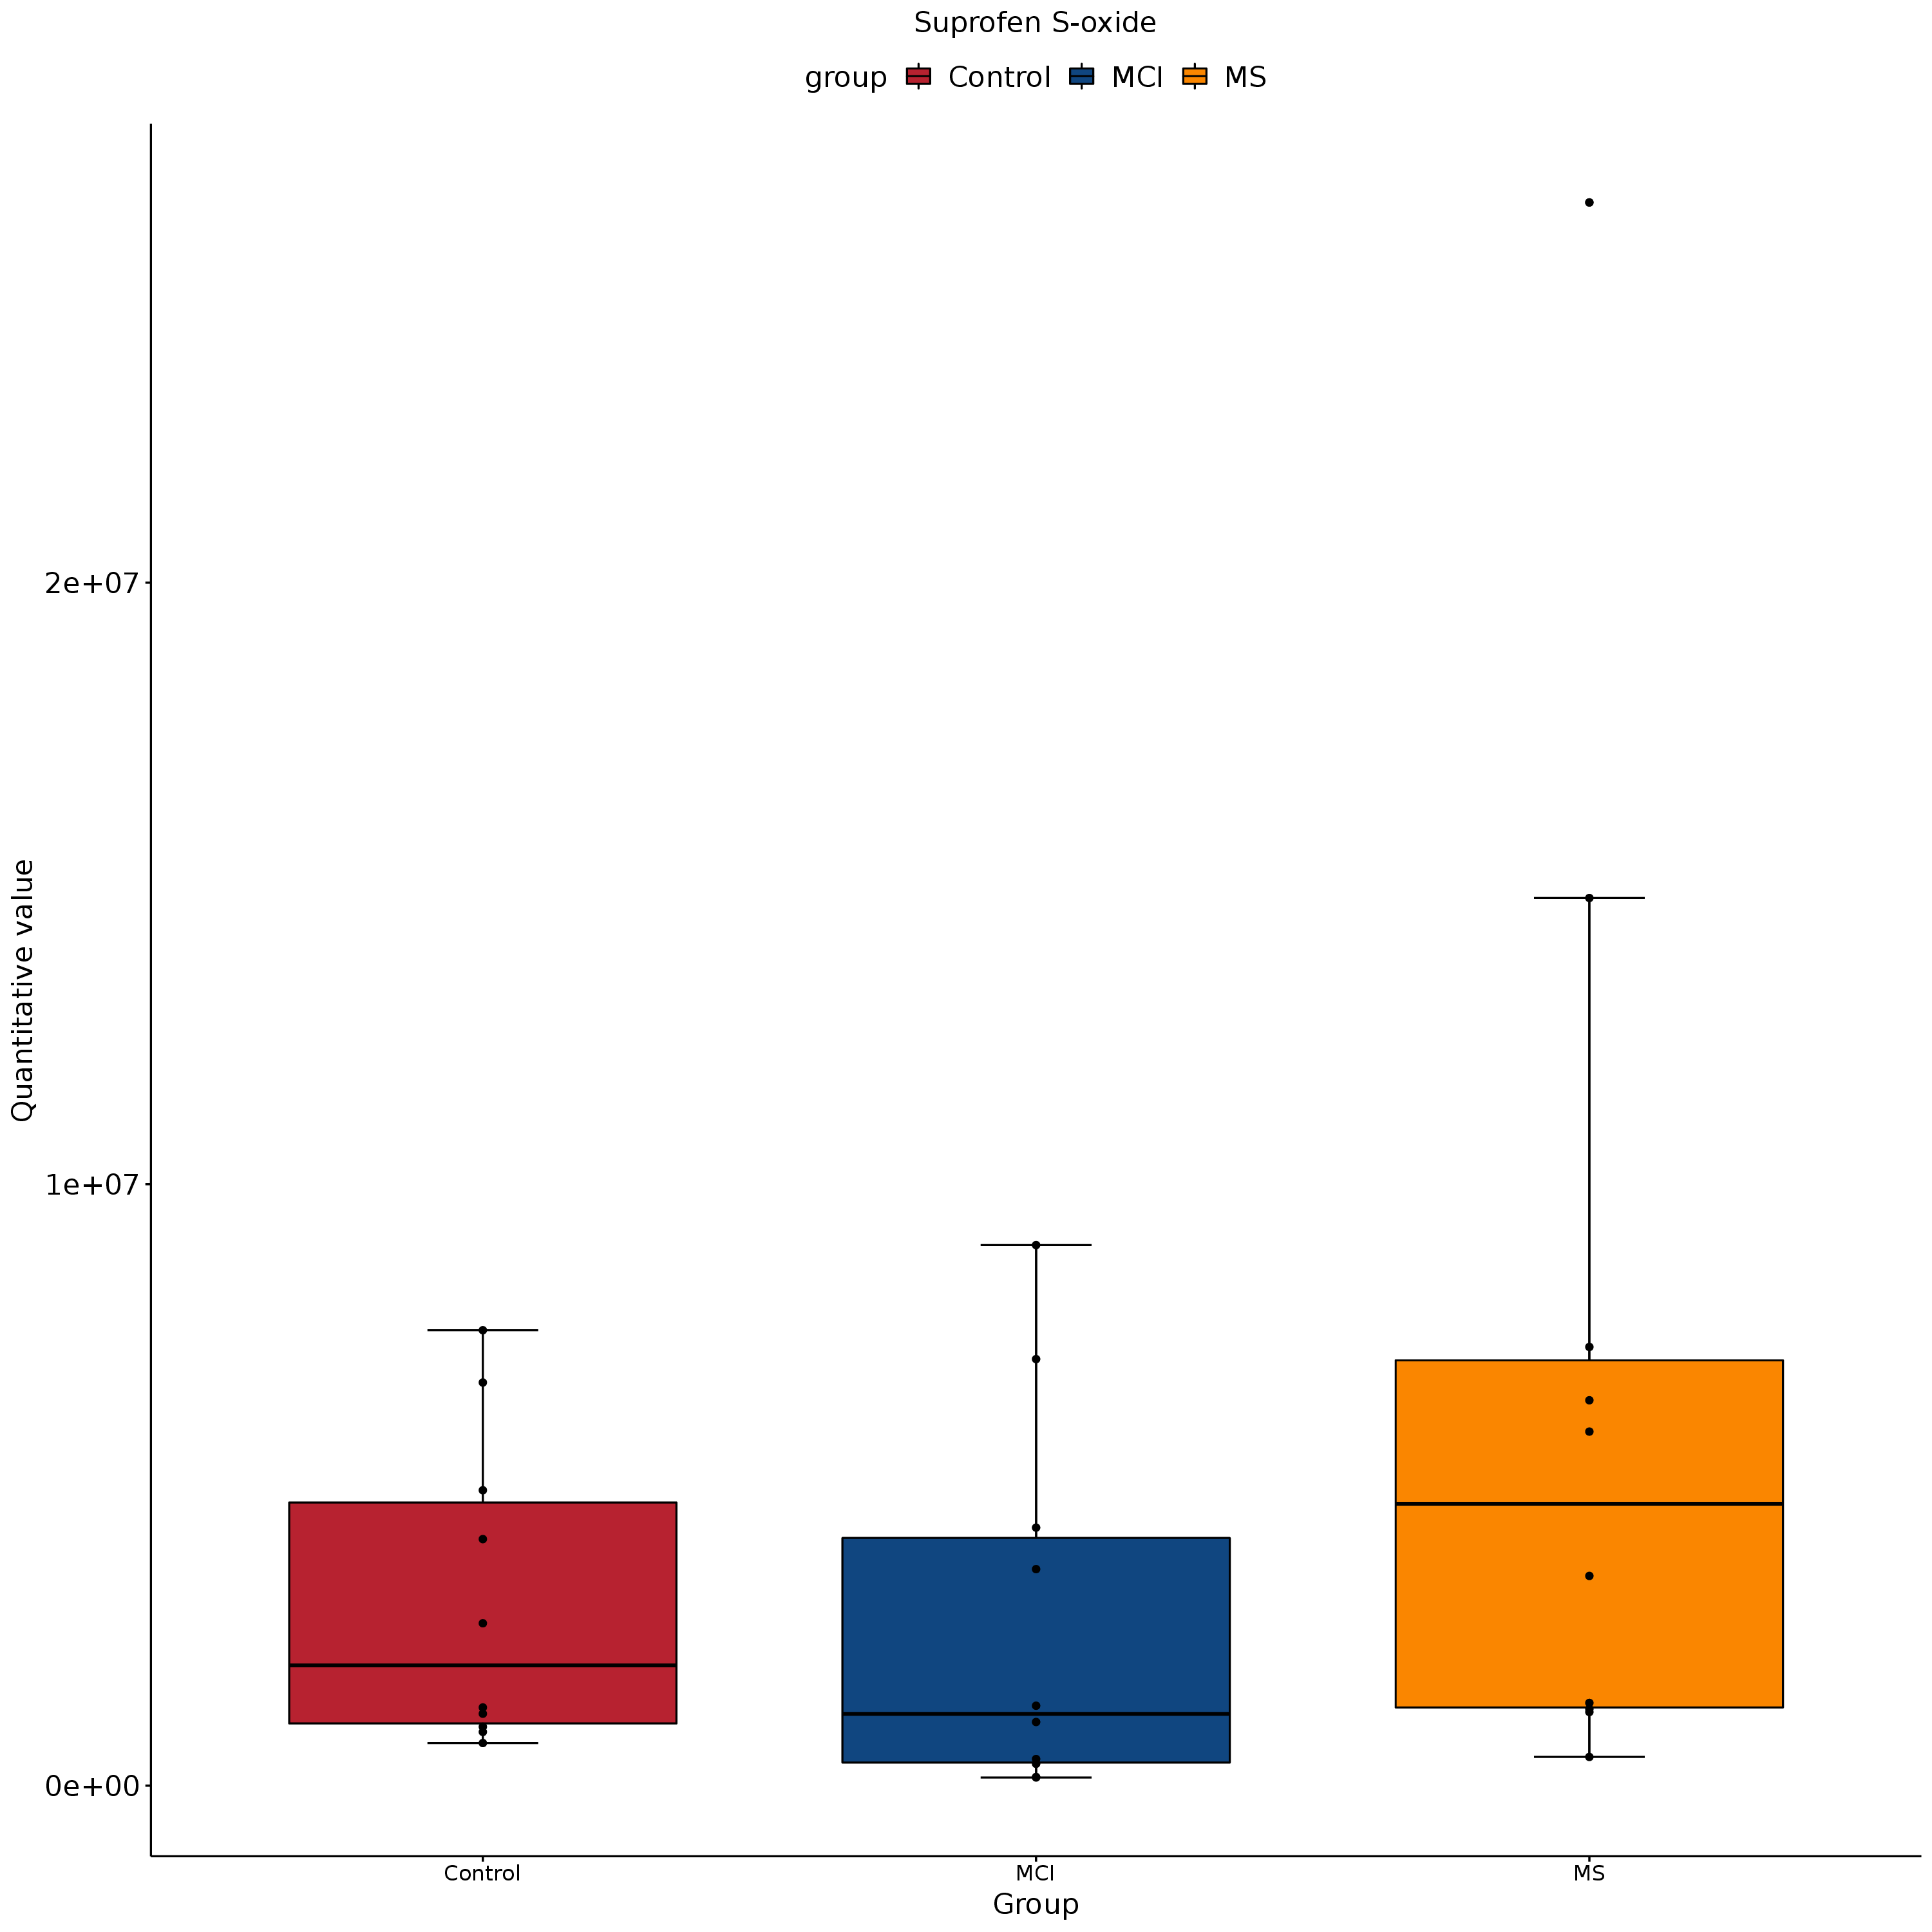 Suprofen S-oxide
group Control MCI MS
Quantitative value
2e+07
1e+07
0e+00
Control MCI MS
Group